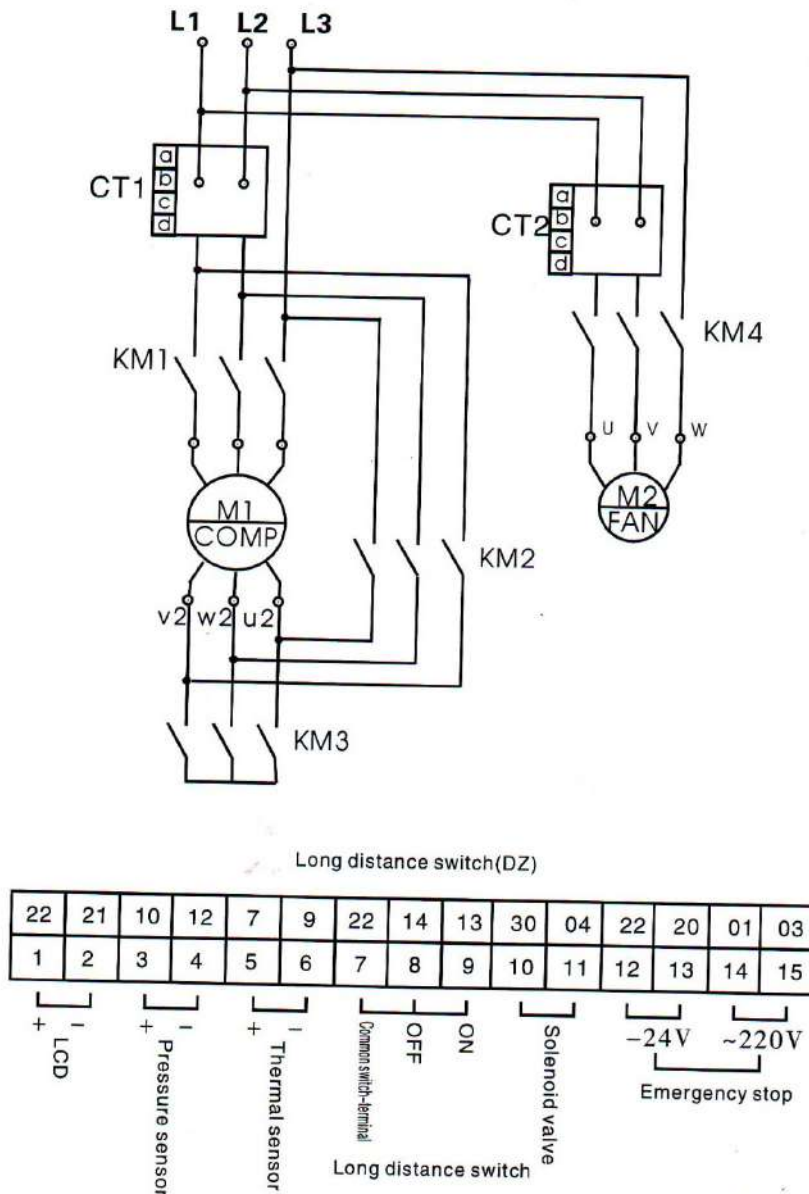 L1 L2 L3
CT1
a
b
c
d
CT2
a
b
c
d
KM1
KM4
U V W
M1
COMP
M2
FAN
KM2
v2 w2 u2
KM3
Long distance switch(DZ)
22 21 10 12 7 9 22 14 13 30 04 22 20 01 03
1 2 3 4 5 6 7 8 9 10 11 12 13 14 15
+ −
LCD
+ −
Pressure sensor
+ −
Thermal sensor
Common switch-terminal
OFF
ON
Long distance switch
Solenoid valve
−24V ~220V
Emergency stop